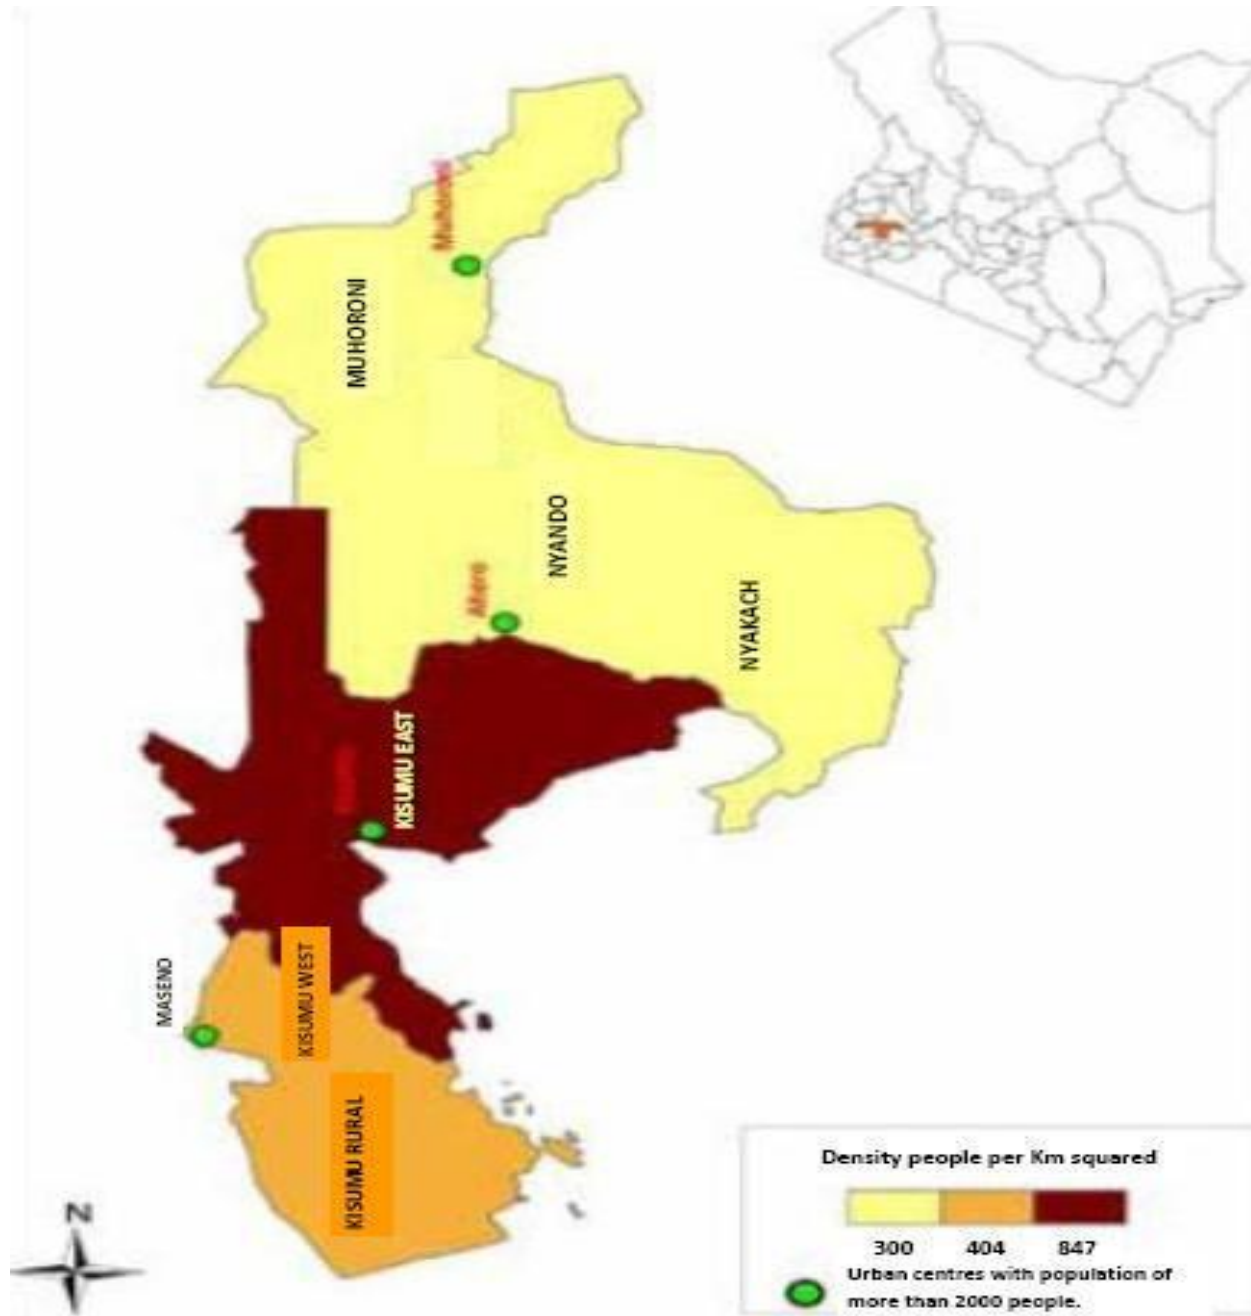 Muhoroni
MUHORONI
NYANDO
Ahero
NYAKACH
KISUMU EAST
MASENO
KISUMU WEST
KISUMU RURAL
N
Density people per Km squared
300 404 847
Urban centres with population of
more than 2000 people.